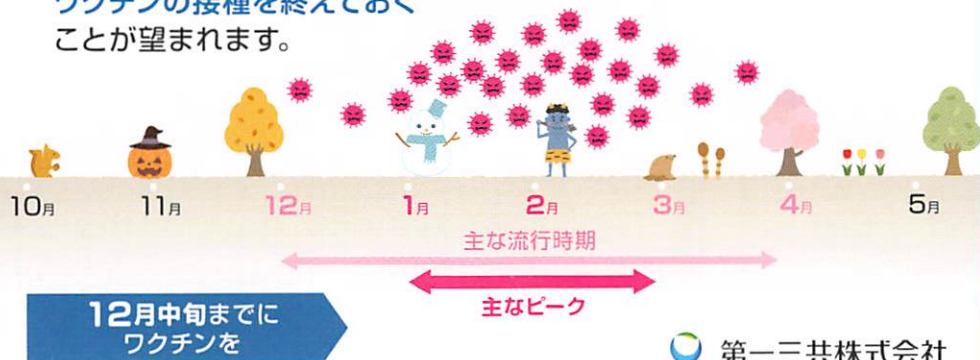 ワクチンの接種を終えておく
ことが望まれます。
10月 11月 12月 1月 2月 3月 4月 5月
主な流行時期
主なピーク
12月中旬までに
ワクチンを
第一三共株式会社